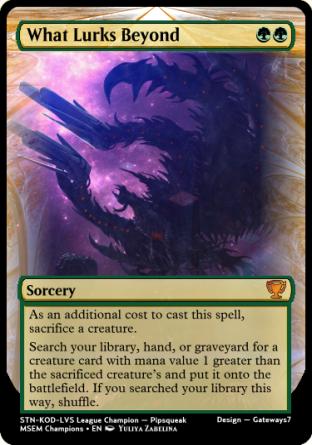 What Lurks Beyond
Sorcery
As an additional cost to cast this spell,
sacrifice a creature.
Search your library, hand, or graveyard for a
creature card with mana value 1 greater than
the sacrificed creature's and put it onto the
battlefield. If you searched your library this
way, shuffle.
STN-KOD-LVS League Champion — Pipsqueak
Design — Gateways7
MSEM Champions • EN Yuliya Zabelina